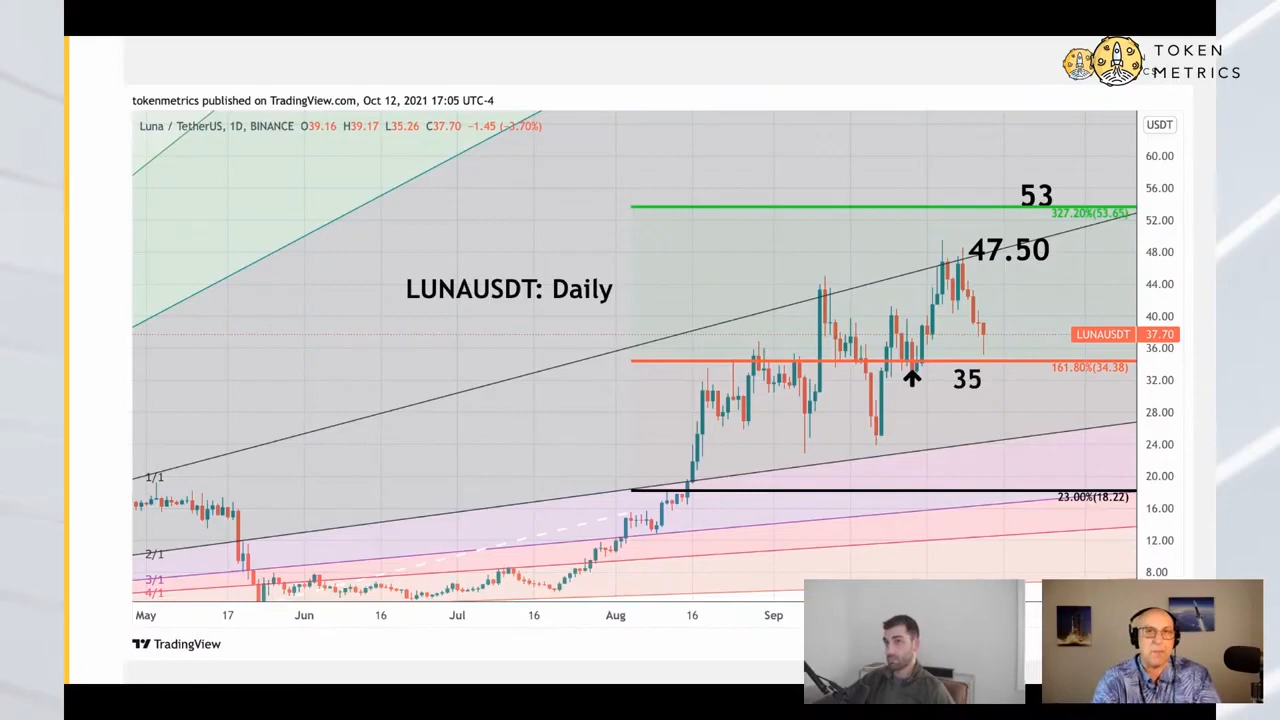 TOKEN
METRICS
tokenmetrics published on TradingView.com, Oct 12, 2021 17:05 UTC-4
Luna / TetherUS, 1D, BINANCE O39.16 H39.17 L35.26 C37.70 −1.45 (−3.70%)
USDT
60.00
56.00
53
327.20%(53.65)
52.00
47.50
48.00
LUNAUSDT: Daily
44.00
40.00
LUNAUSDT 37.70
36.00
161.80%(34.38)
35
32.00
28.00
24.00
1/1
20.00
23.00%(18.22)
16.00
12.00
2/1
3/1
8.00
4/1
May 17 Jun 16 Jul 16 Aug 16 Sep
TradingView